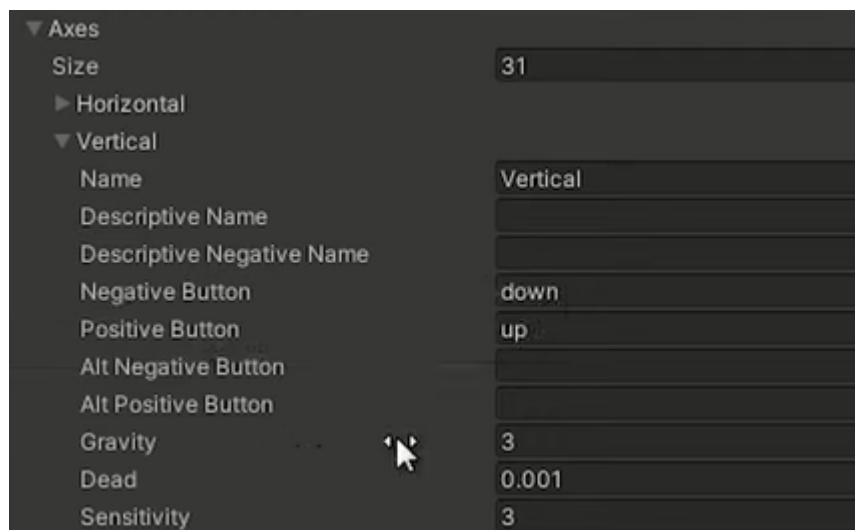 Axes
Size 31
Horizontal
Vertical
Name Vertical
Descriptive Name
Descriptive Negative Name
Negative Button down
Positive Button up
Alt Negative Button
Alt Positive Button
Gravity 3
Dead 0.001
Sensitivity 3